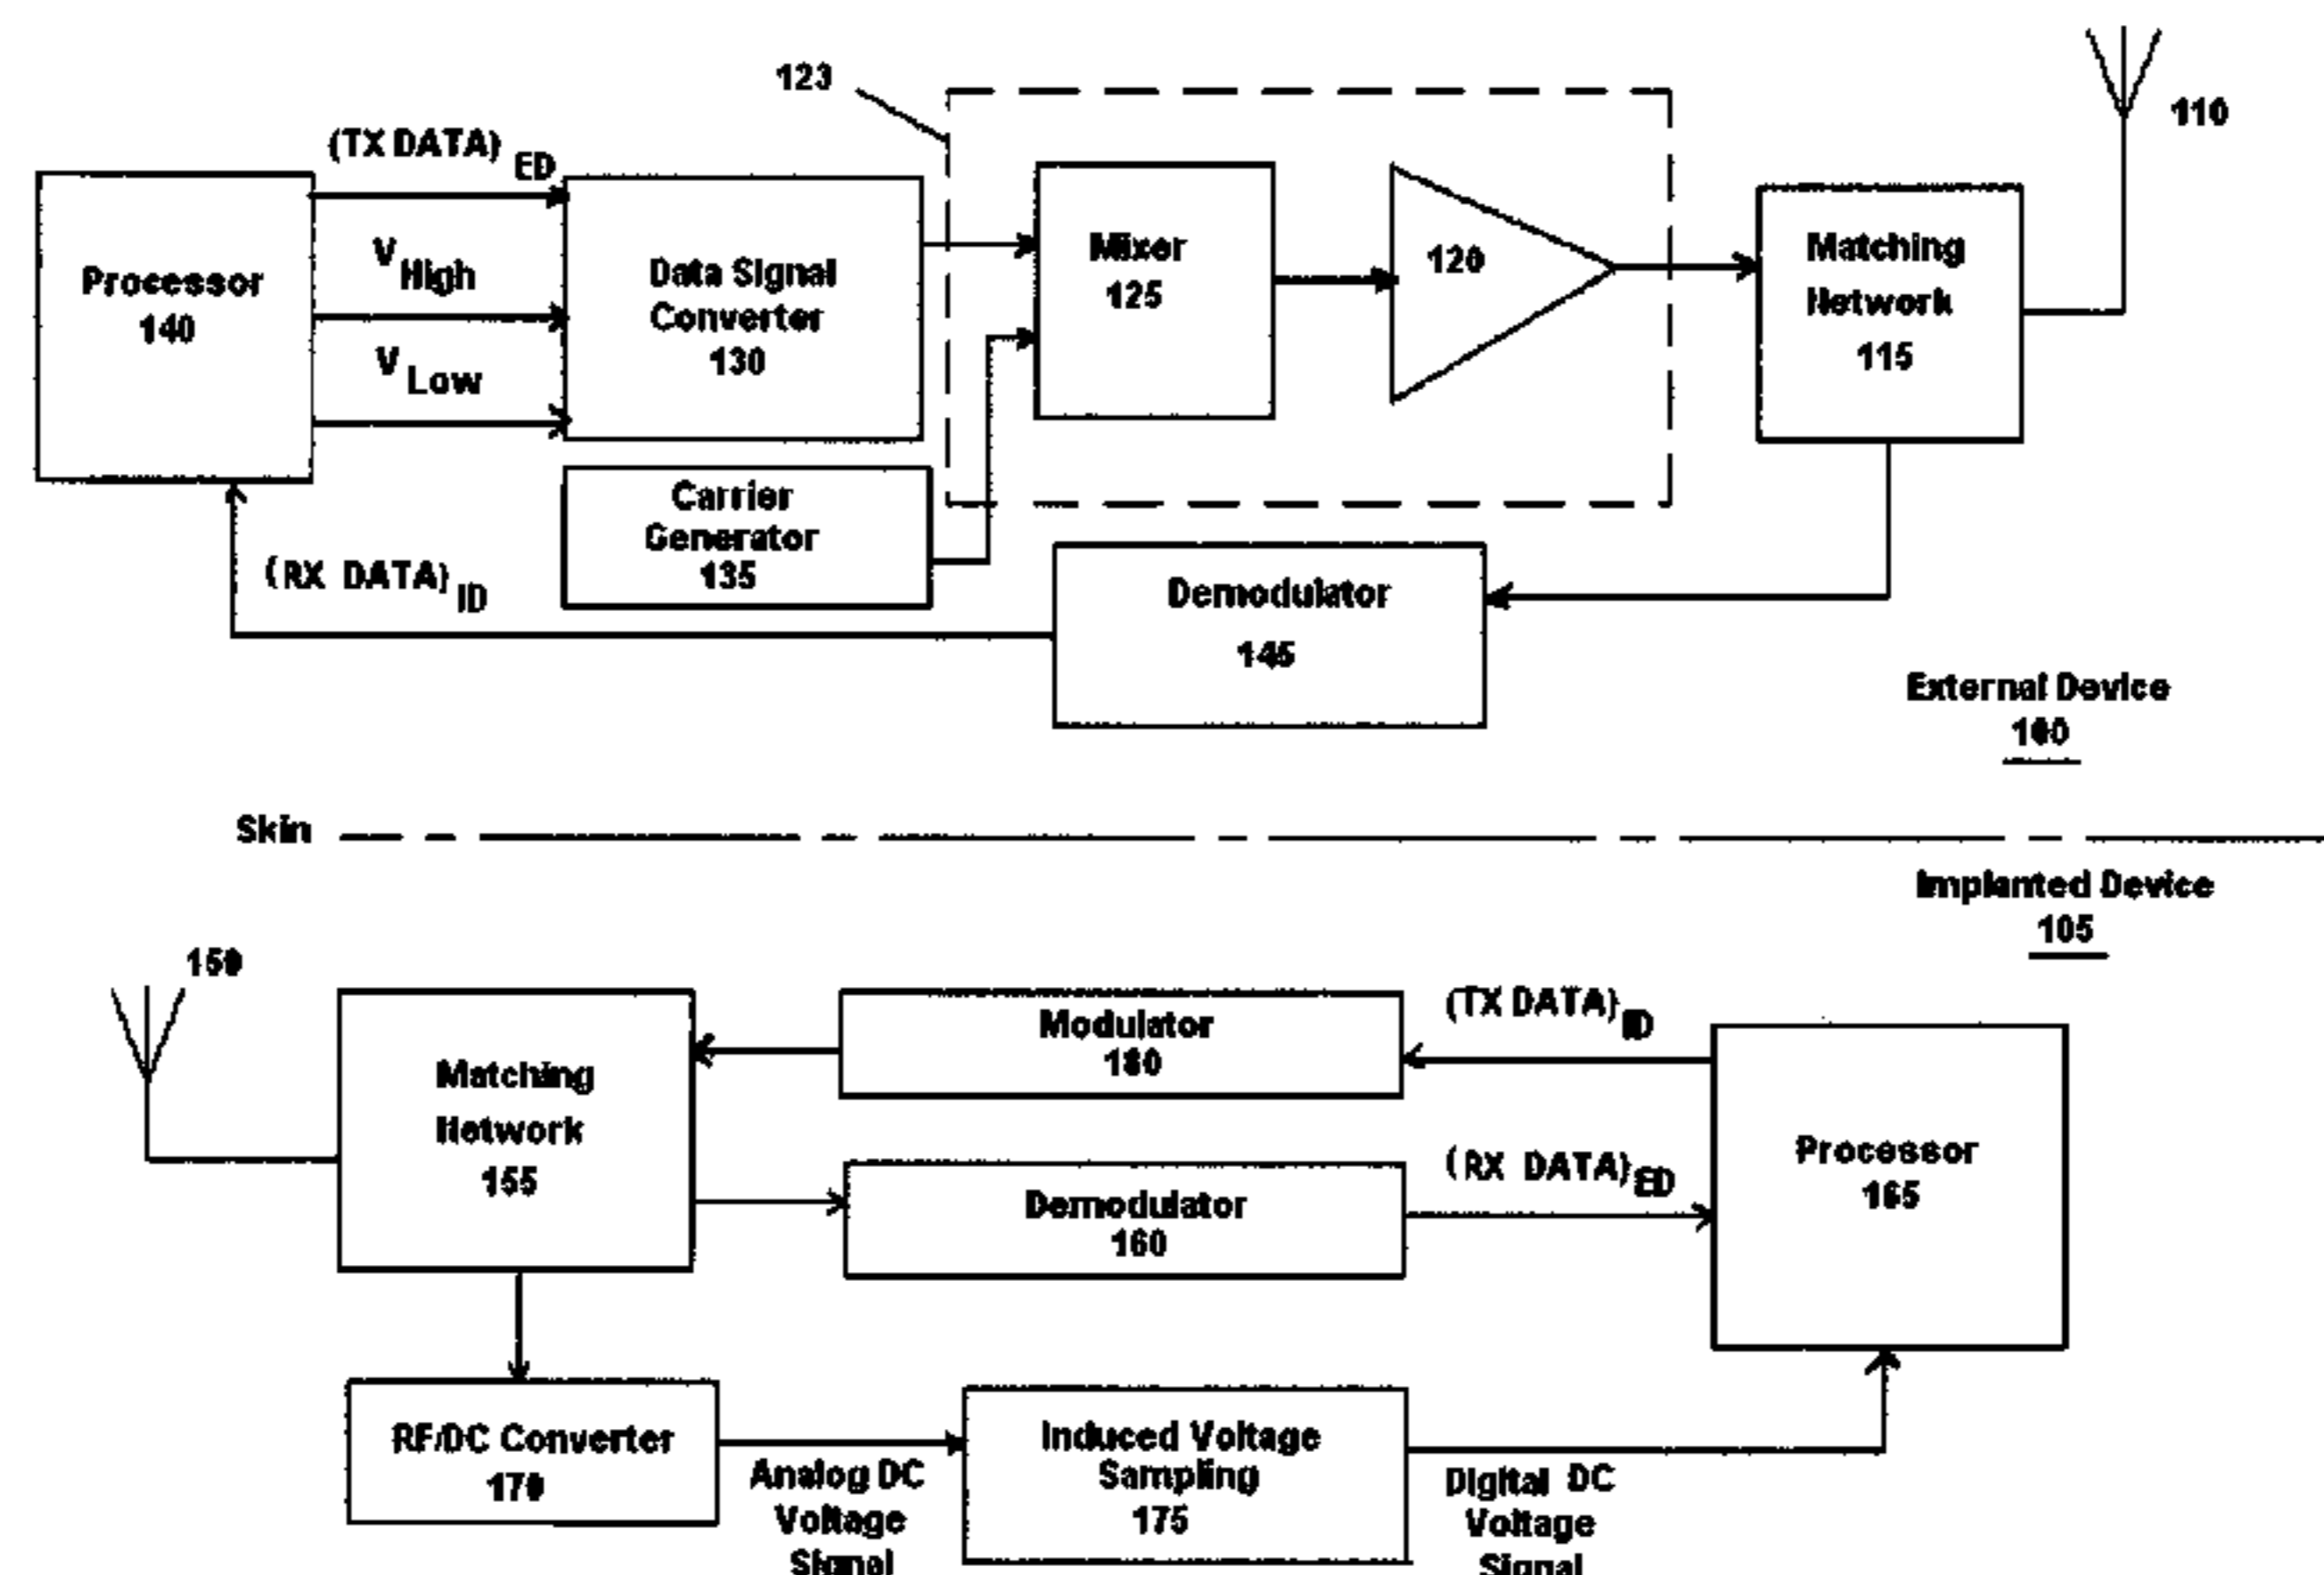 123
110
(TX DATA) ED
Processor
140
V High
V Low
Data Signal
Converter
130
Mixer
125
120
Matching
Network
115
Carrier
Generator
135
(RX DATA) ID
Demodulator
145
External Device
100
Skin
Implanted Device
105
150
Matching
Network
155
Modulator
180
(TX DATA) ID
Demodulator
160
(RX DATA) ED
Processor
165
RF/DC Converter
170
Analog DC
Voltage
Signal
Induced Voltage
Sampling
175
Digital DC
Voltage
Signal